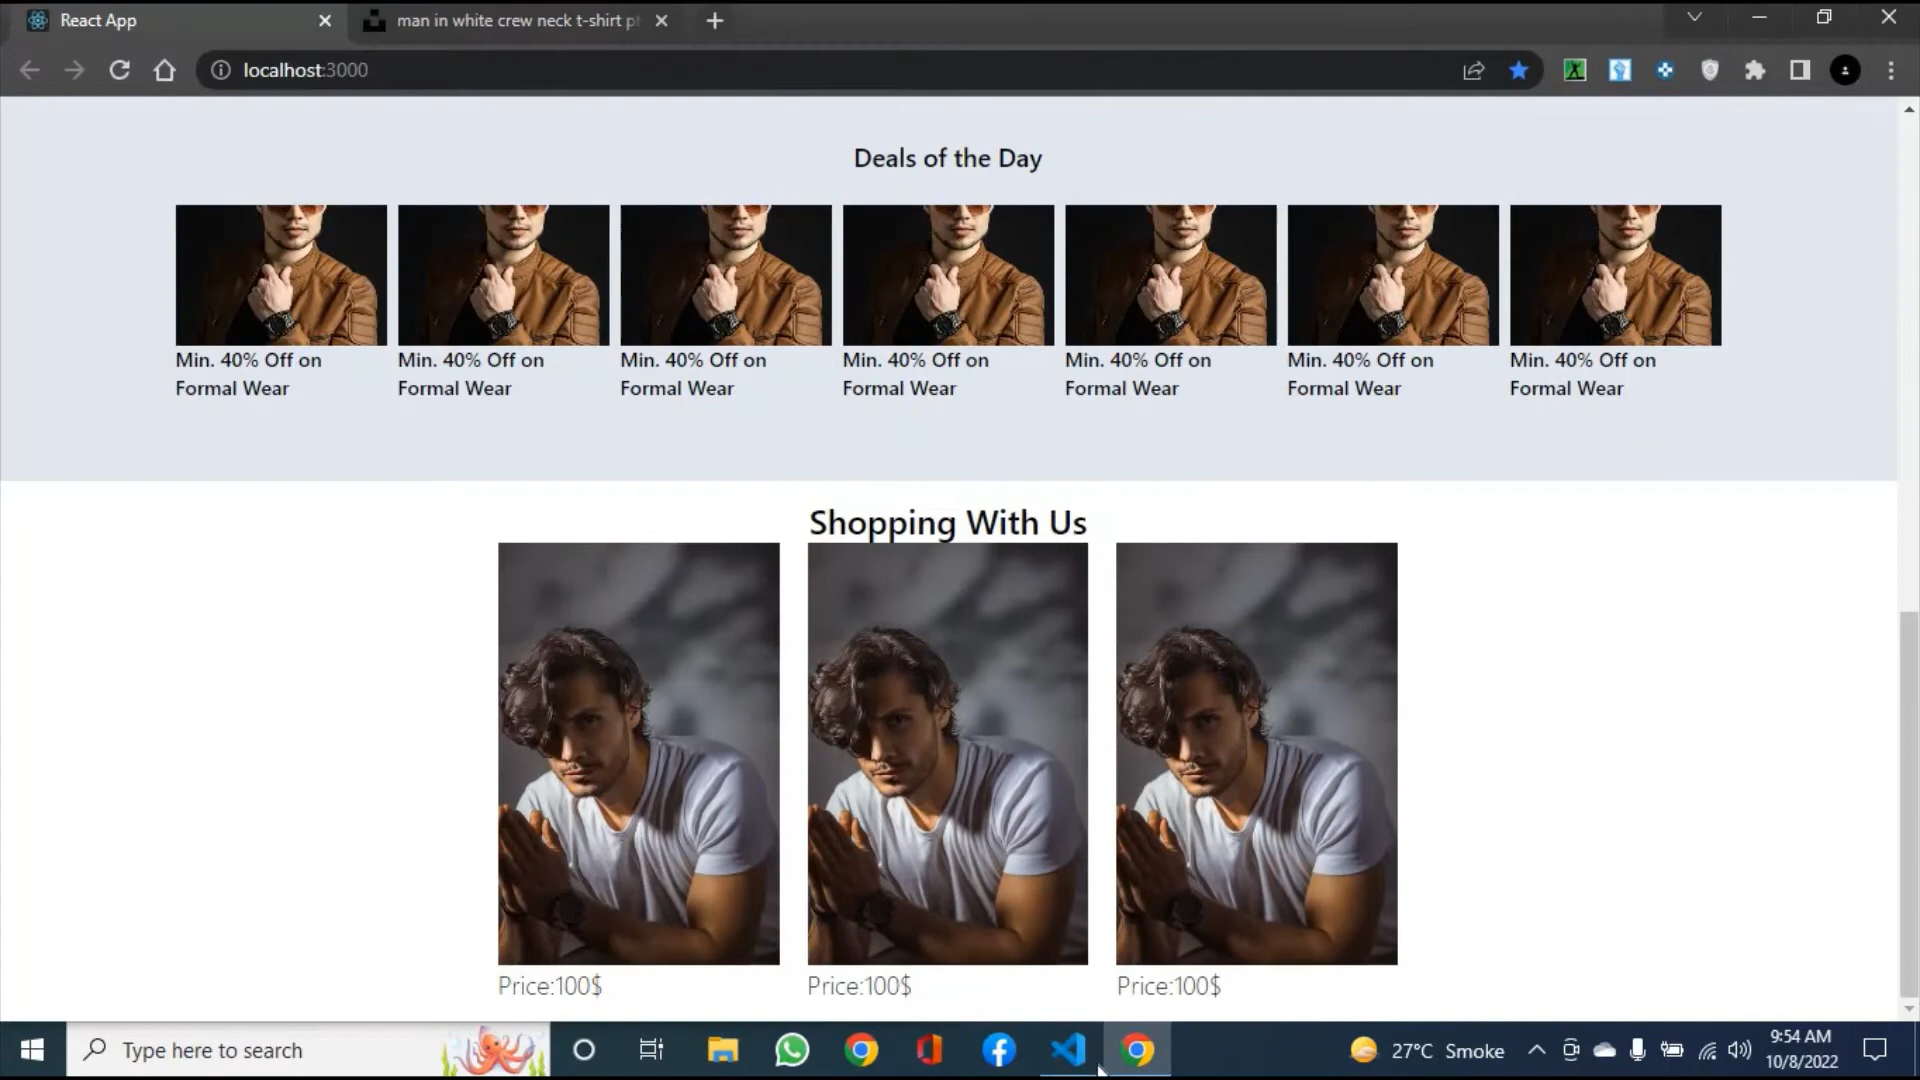 React App
man in white crew neck t-shirt
localhost:3000
Deals of the Day
Min. 40% Off on
Formal Wear
Min. 40% Off on
Formal Wear
Min. 40% Off on
Formal Wear
Min. 40% Off on
Formal Wear
Min. 40% Off on
Formal Wear
Min. 40% Off on
Formal Wear
Min. 40% Off on
Formal Wear
Shopping With Us
Price:100$
Price:100$
Price:100$
Type here to search
27°C Smoke
9:54 AM
10/8/2022